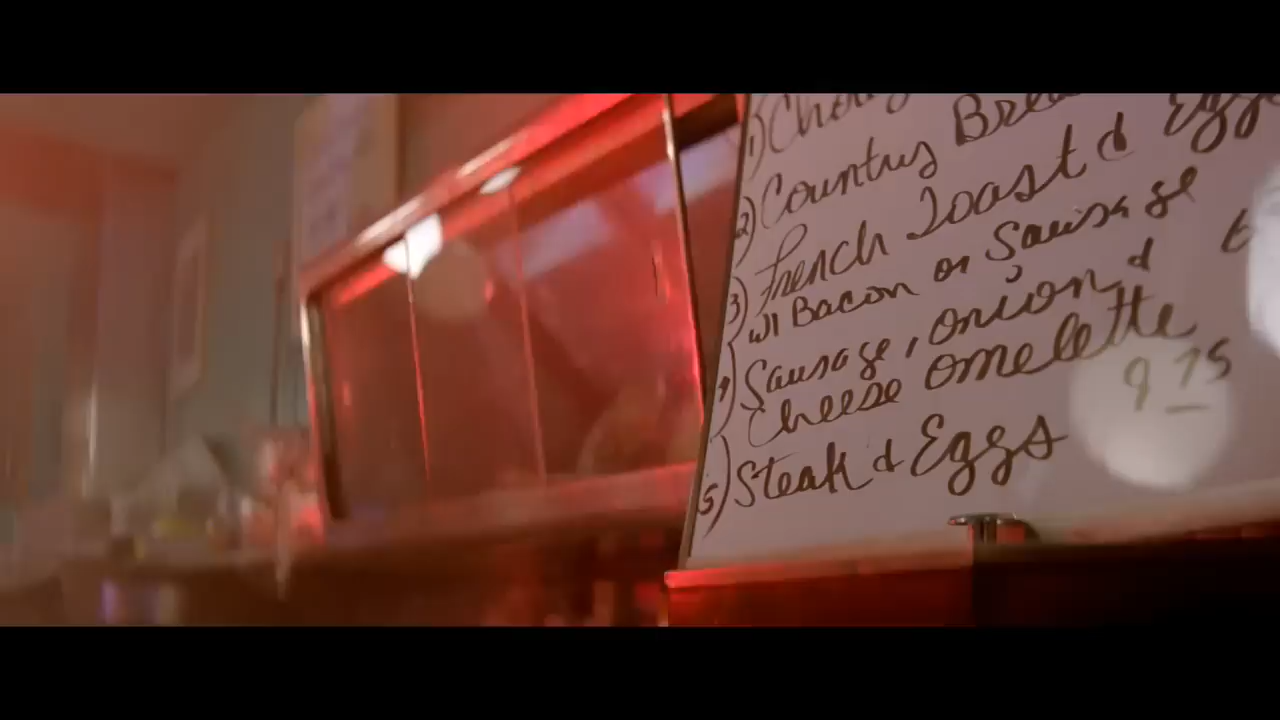 1)
2) Country
3) French Toast & Eggs
w/ Bacon or Sausage
4) Sausage, onion &
Cheese omelette
9 75
5) Steak & Eggs